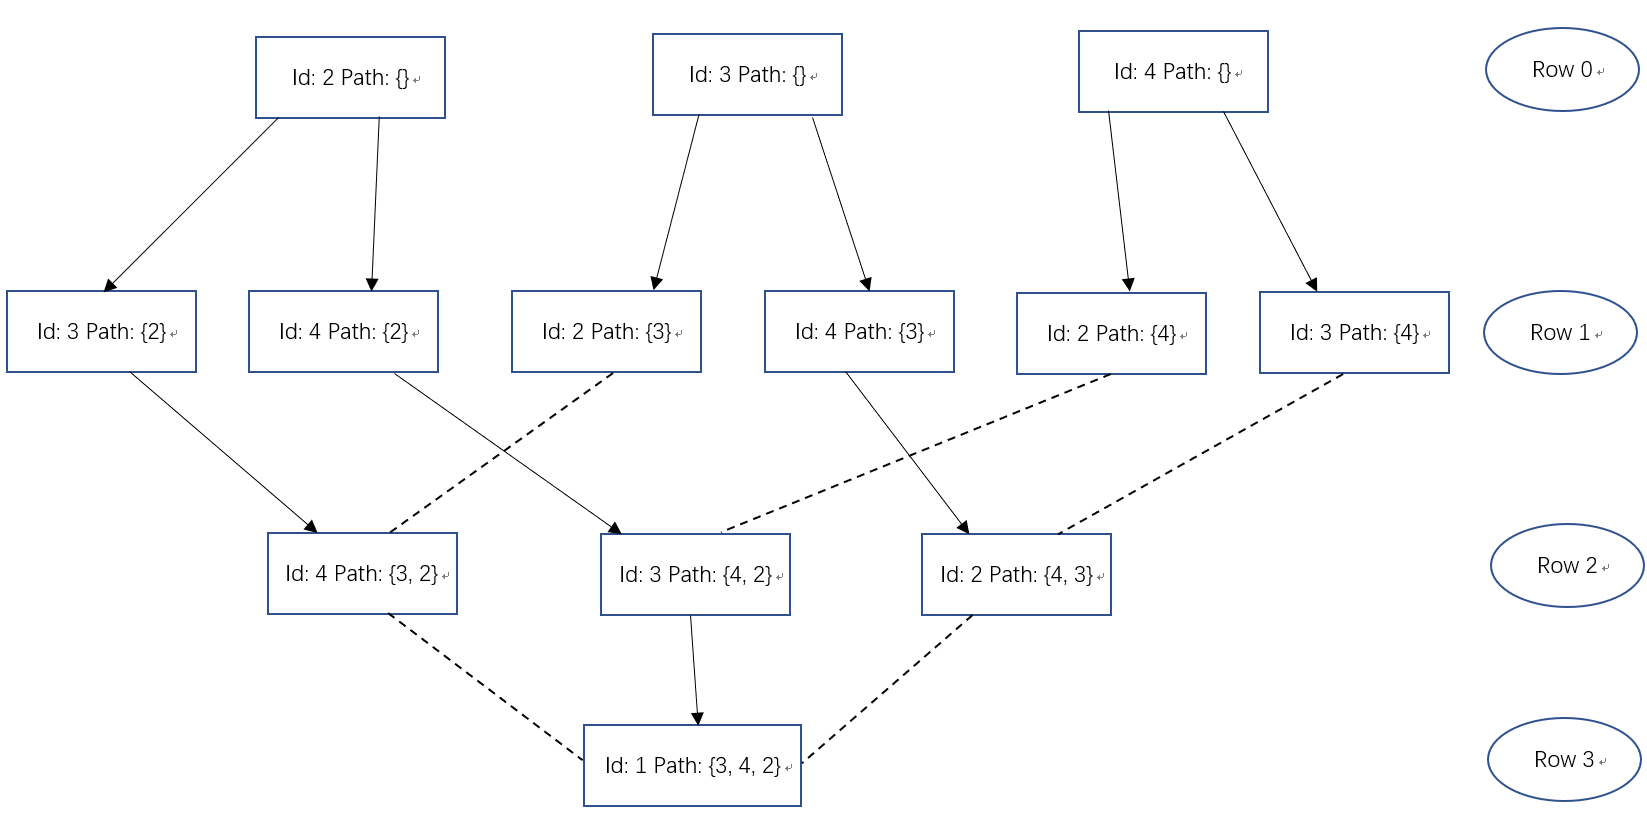 Id: 2 Path: {}
Id: 3 Path: {}
Id: 4 Path: {}
Row 0
Id: 3 Path: {2}
Id: 4 Path: {2}
Id: 2 Path: {3}
Id: 4 Path: {3}
Id: 2 Path: {4}
Id: 3 Path: {4}
Row 1
Id: 4 Path: {3, 2}
Id: 3 Path: {4, 2}
Id: 2 Path: {4, 3}
Row 2
Id: 1 Path: {3, 4, 2}
Row 3